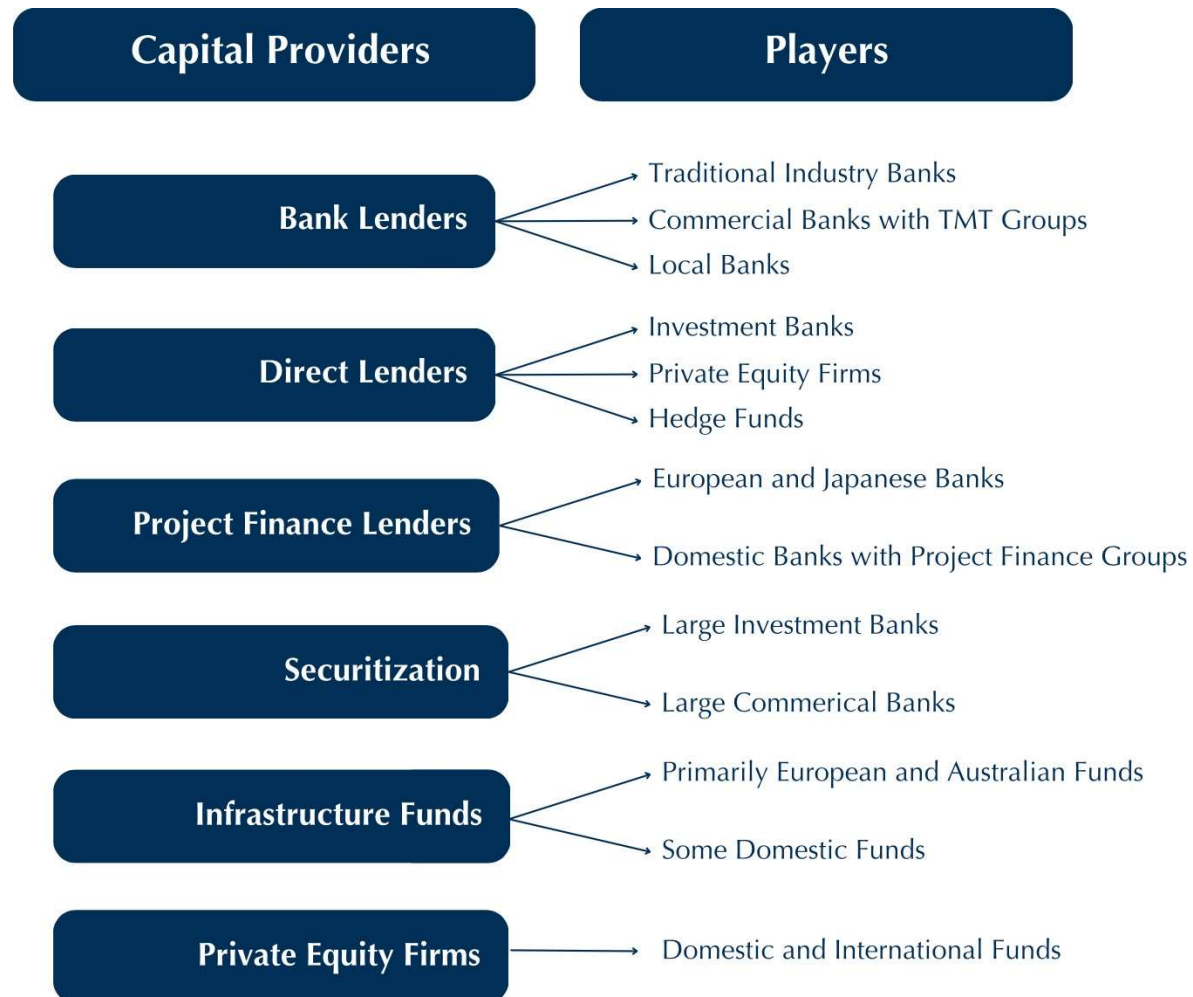 Capital Providers
Players
Bank Lenders
Traditional Industry Banks
Commercial Banks with TMT Groups
Local Banks
Direct Lenders
Investment Banks
Private Equity Firms
Hedge Funds
Project Finance Lenders
European and Japanese Banks
Domestic Banks with Project Finance Groups
Securitization
Large Investment Banks
Large Commerical Banks
Infrastructure Funds
Primarily European and Australian Funds
Some Domestic Funds
Private Equity Firms
Domestic and International Funds